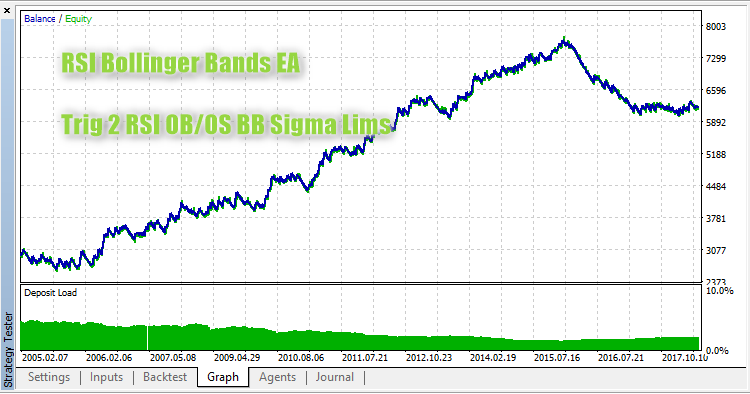 Balance / Equity
8003
RSI Bollinger Bands EA
7299
6596
Trig 2 RSI OB/OS BB Sigma Lims
5892
5188
4484
3781
3077
2373
Deposit Load
10.0%
0.0%
2005.02.07 2006.02.06 2007.05.08 2009.04.29 2010.08.06 2011.07.21 2012.10.23 2014.02.19 2015.07.16 2016.07.21 2017.10.10
Strategy Tester
Settings Inputs Backtest Graph Agents Journal